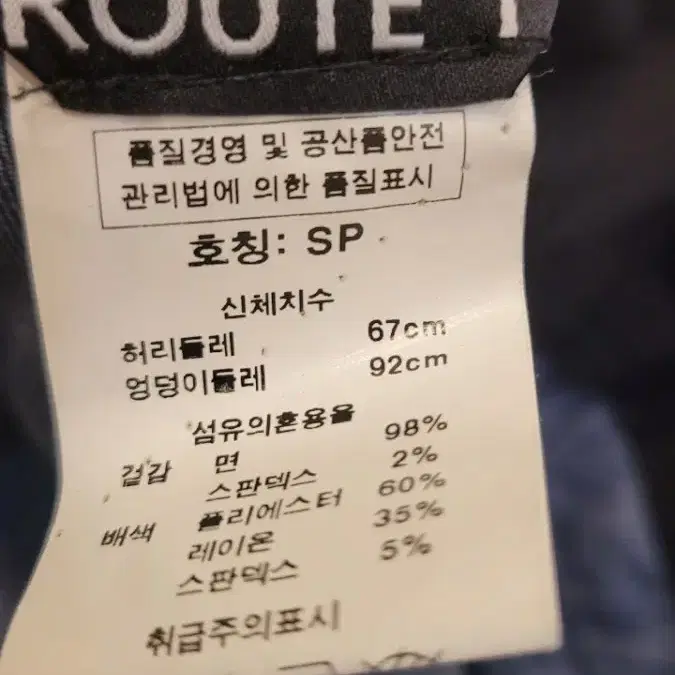 ROUTE 1
품질경영 및 공산품안전
관리법에 의한 품질표시
호칭: SP
신체치수
허리둘레 67cm
엉덩이둘레 92cm
섬유의혼용율
겉감 면 98%
스판덱스 2%
배색 폴리에스터 60%
레이온 35%
스판덱스 5%
취급주의표시